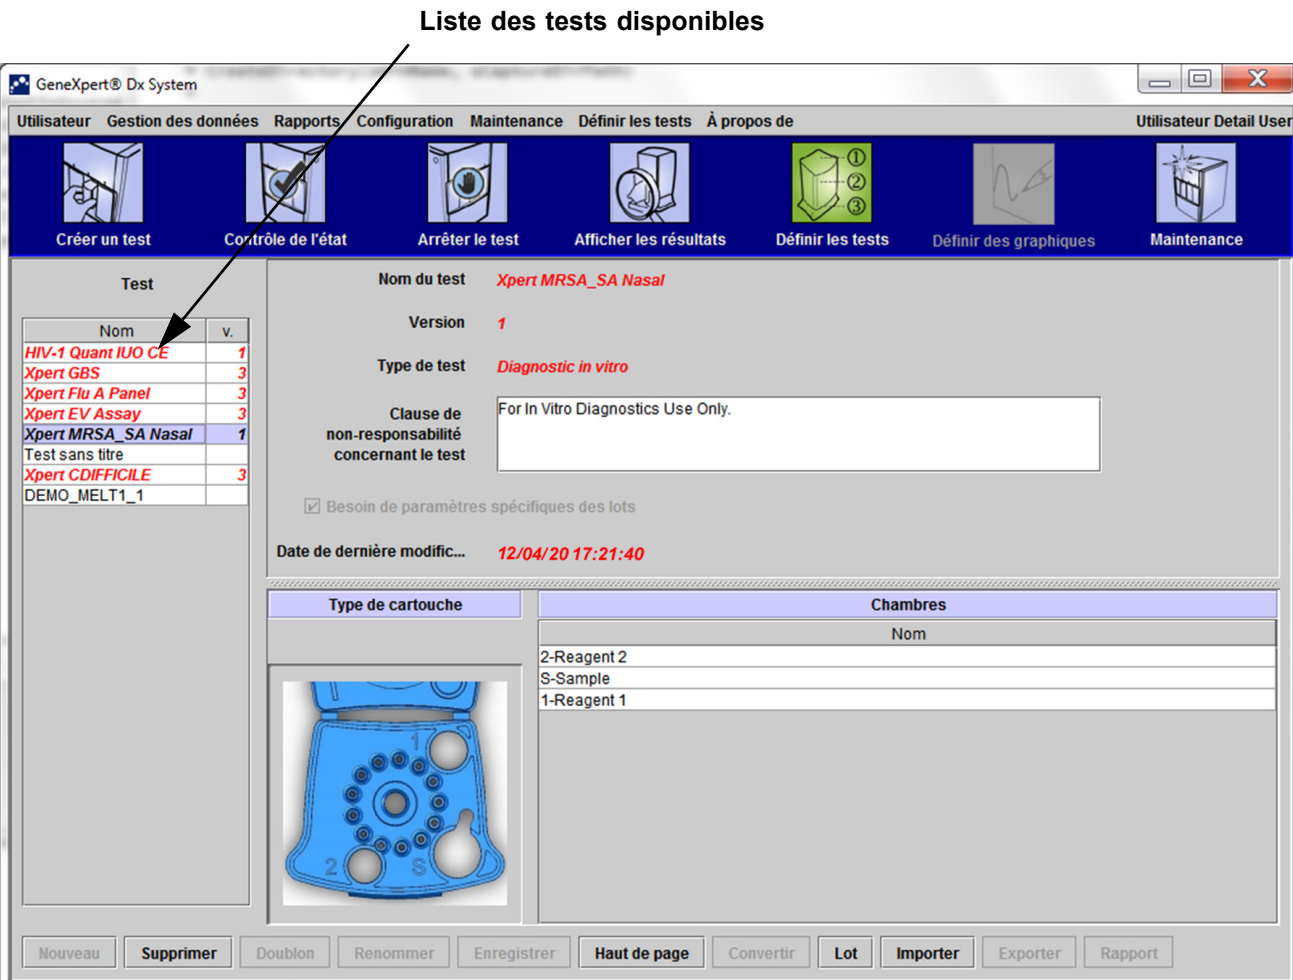 Liste des tests disponibles
GeneXpert® Dx System
Utilisateur Gestion des données Rapports Configuration Maintenance Définir les tests À propos de Utilisateur Detail User
Créer un test Contrôle de l'état Arrêter le test Afficher les résultats Définir les tests Définir des graphiques Maintenance
1
2
3
Test
Nom v.
HIV-1 Quant IUO CE 1
Xpert GBS 3
Xpert Flu A Panel 3
Xpert EV Assay 3
Xpert MRSA_SA Nasal 1
Test sans titre
Xpert CDIFFICILE 3
DEMO_MELT1_1
Nom du test Xpert MRSA_SA Nasal
Version 1
Type de test Diagnostic in vitro
Clause de
non-responsabilité
concernant le test
For In Vitro Diagnostics Use Only.
Besoin de paramètres spécifiques des lots
Date de dernière modific... 12/04/20 17:21:40
Type de cartouche
1
2 S
Chambres
Nom
2-Reagent 2
S-Sample
1-Reagent 1
Nouveau Supprimer Doublon Renommer Enregistrer Haut de page Convertir Lot Importer Exporter Rapport